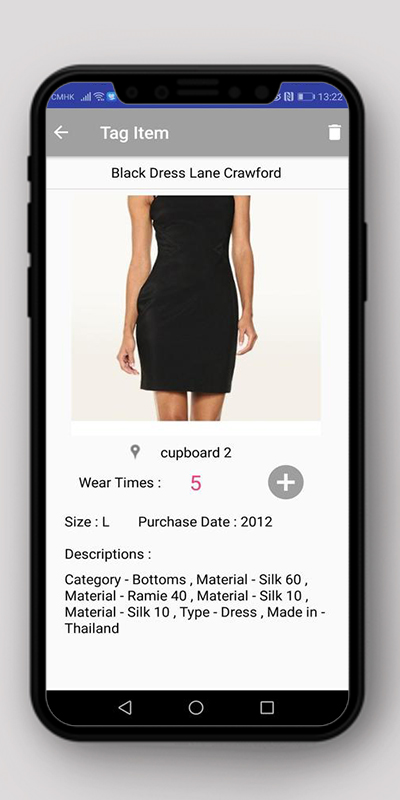 CMHK 13:22
Tag Item
Black Dress Lane Crawford
cupboard 2
Wear Times : 5
Size : L Purchase Date : 2012
Descriptions :
Category - Bottoms , Material - Silk 60 ,
Material - Ramie 40 , Material - Silk 10 ,
Material - Silk 10 , Type - Dress , Made in -
Thailand